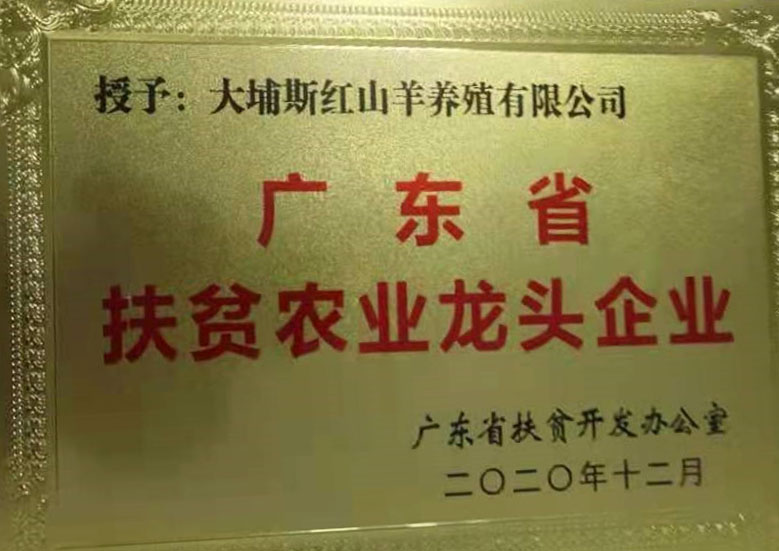 授予：大埔斯红山羊养殖有限公司
广东省
扶贫农业龙头企业
广东省扶贫开发办公室
二〇二〇年十二月